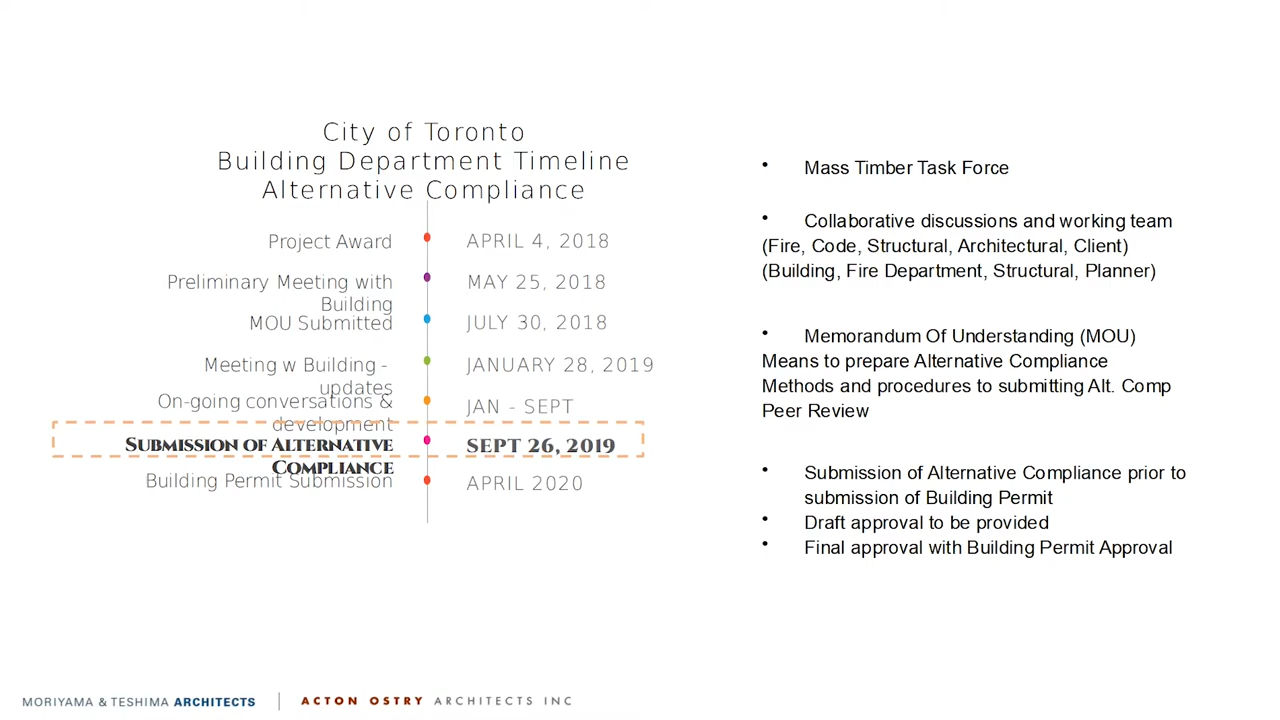 City of Toronto
Building Department Timeline
Alternative Compliance
Project Award
APRIL 4, 2018
Preliminary Meeting with
Building
MAY 25, 2018
MOU Submitted
JULY 30, 2018
Meeting w Building -
updates
JANUARY 28, 2019
On-going conversations &
development
JAN - SEPT
SUBMISSION OF ALTERNATIVE
COMPLIANCE
SEPT 26, 2019
Building Permit Submission
APRIL 2020
• Mass Timber Task Force
• Collaborative discussions and working team
(Fire, Code, Structural, Architectural, Client)
(Building, Fire Department, Structural, Planner)
• Memorandum Of Understanding (MOU)
Means to prepare Alternative Compliance
Methods and procedures to submitting Alt. Comp
Peer Review
• Submission of Alternative Compliance prior to
submission of Building Permit
• Draft approval to be provided
• Final approval with Building Permit Approval
MORIYAMA & TESHIMA ARCHITECTS
ACTON OSTRY ARCHITECTS INC